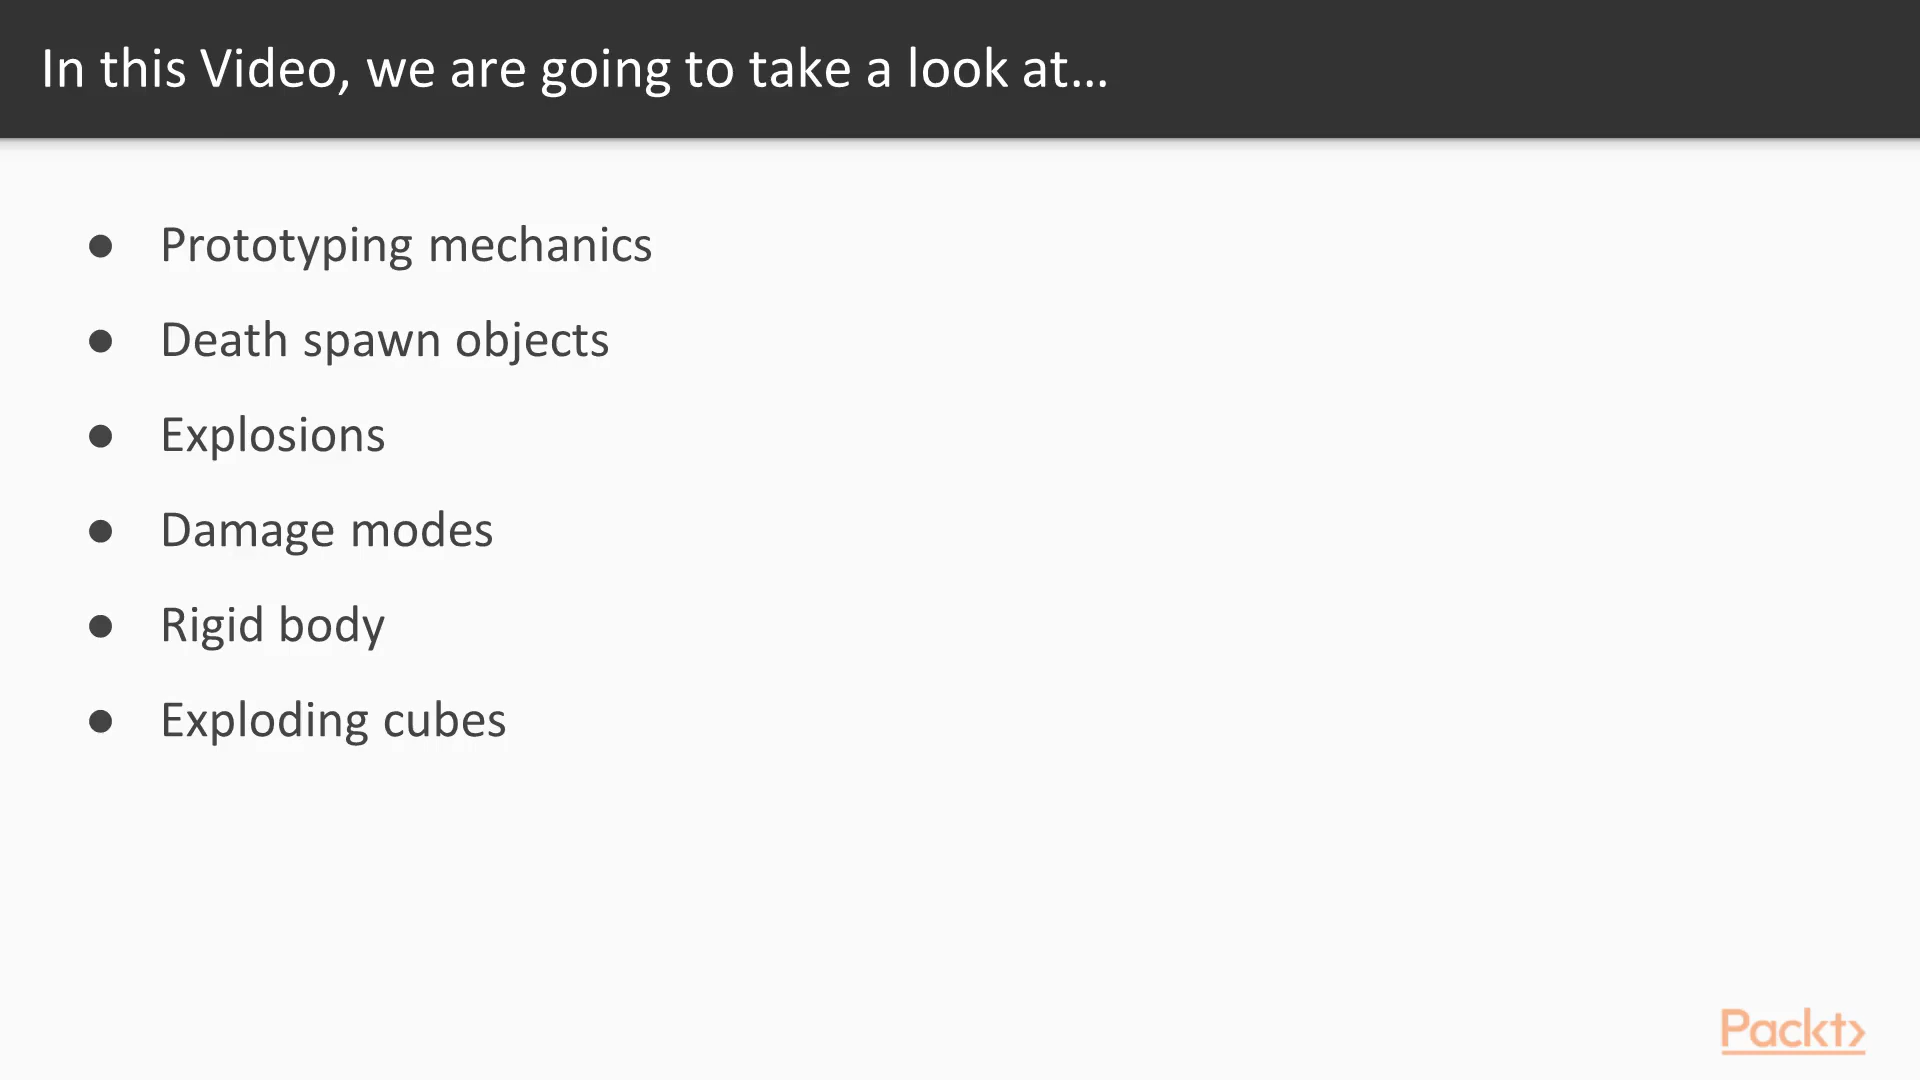 In this Video, we are going to take a look at…
● Prototyping mechanics
● Death spawn objects
● Explosions
● Damage modes
● Rigid body
● Exploding cubes
Packt>